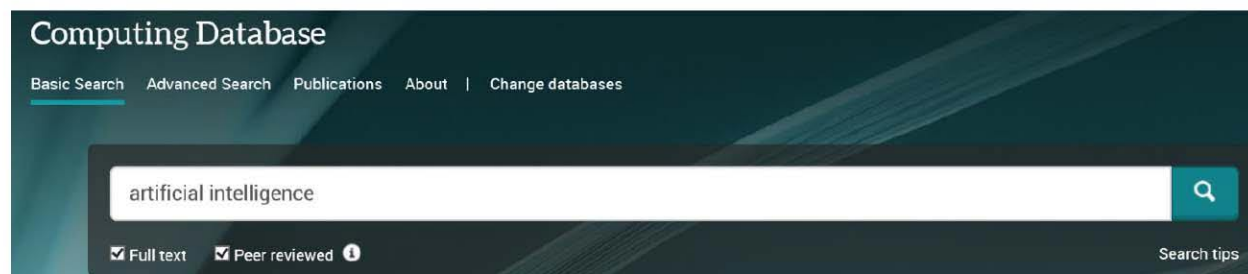 Computing Database
Basic Search Advanced Search Publications About | Change databases
artificial intelligence
Full text Peer reviewed i
Search tips